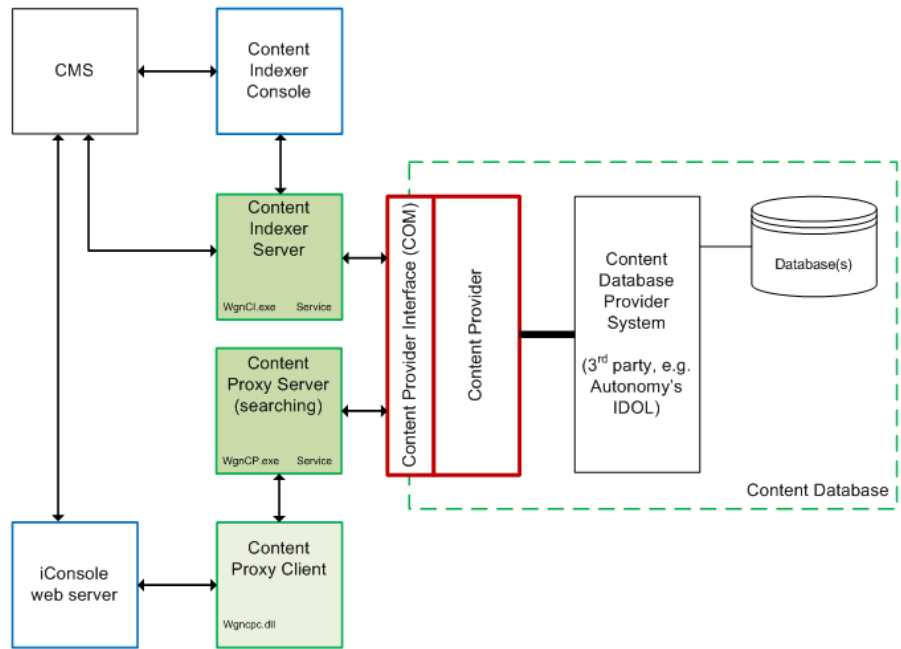 CMS
Content
Indexer
Console
Content
Indexer
Server
WgnCI.exe Service
Content
Proxy Server
(searching)
WgnCP.exe Service
Content
Proxy Client
Wgncpc.dll
iConsole
web server
Content Provider Interface (COM)
Content Provider
Content
Database
Provider
System
(3rd party, e.g.
Autonomy's
IDOL)
Database(s)
Content Database